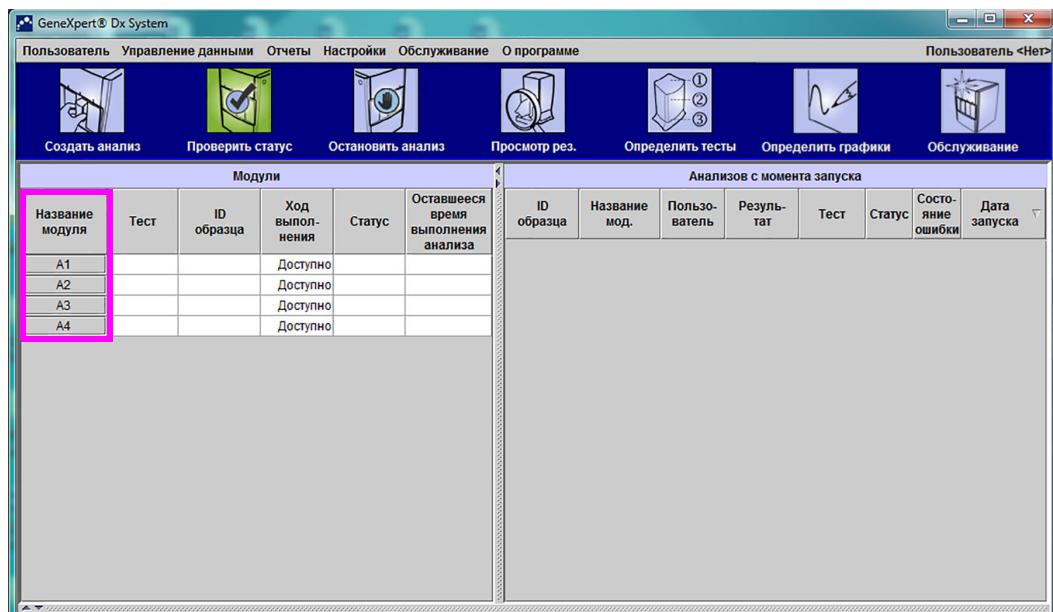 GeneXpert® Dx System
Пользователь Управление данными Отчеты Настройки Обслуживание О программе Пользователь <Нет>
① ② ③
Создать анализ Проверить статус Остановить анализ Просмотр рез. Определить тесты Определить графики Обслуживание
Модули
Название модуля Тест ID образца Ход выпол-нения Статус Оставшееся время выполнения анализа
A1 Доступно
A2 Доступно
A3 Доступно
A4 Доступно
Анализов с момента запуска
ID образца Название мод. Пользо-ватель Резуль-тат Тест Статус Состо-яние ошибки Дата запуска